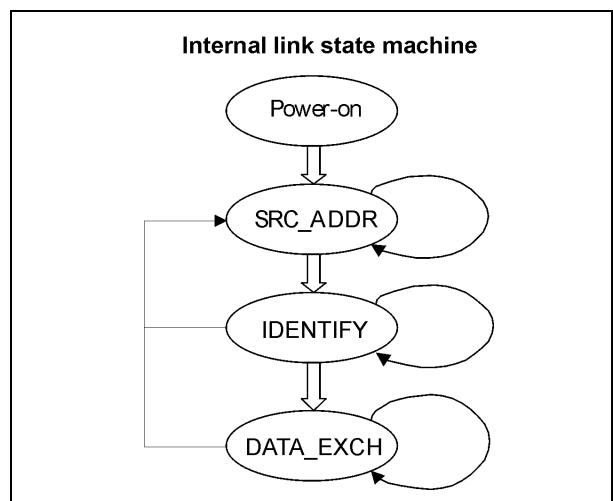 Internal link state machine
Power-on
SRC_ADDR
IDENTIFY
DATA_EXCH